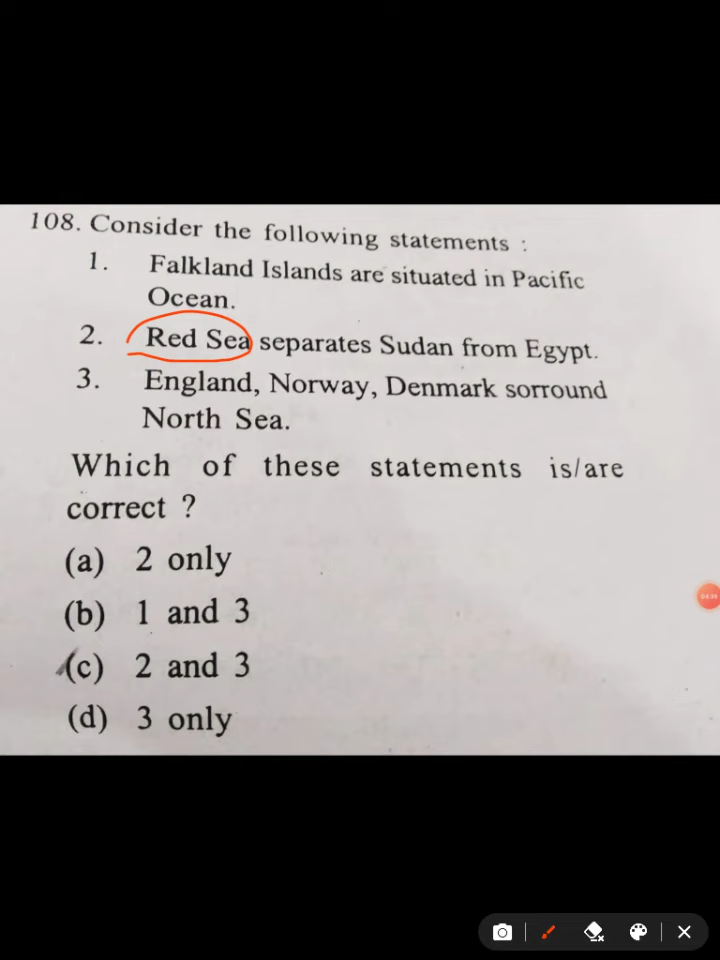 108. Consider the following statements :
1. Falkland Islands are situated in Pacific
Ocean.
2. Red Sea separates Sudan from Egypt.
3. England, Norway, Denmark sorround
North Sea.
Which of these statements is/are
correct ?
(a) 2 only
(b) 1 and 3
(c) 2 and 3
(d) 3 only